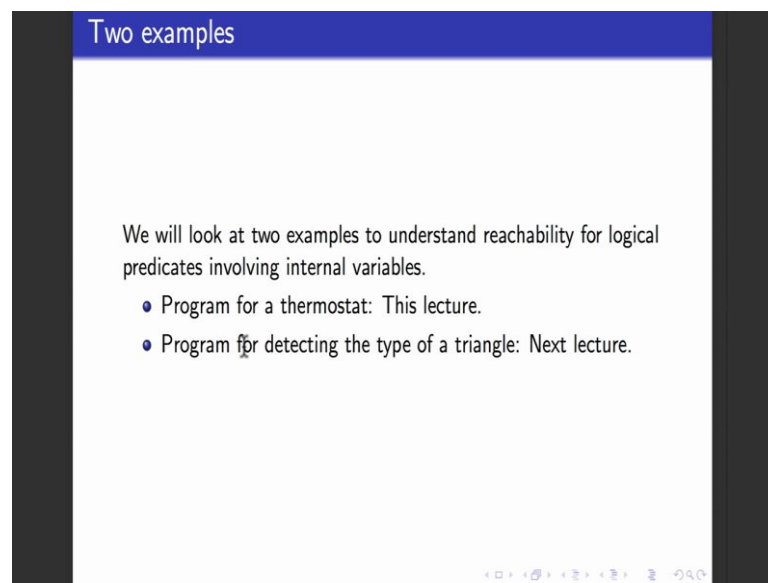 Two examples
We will look at two examples to understand reachability for logical
predicates involving internal variables.
Program for a thermostat: This lecture.
Program for detecting the type of a triangle: Next lecture.